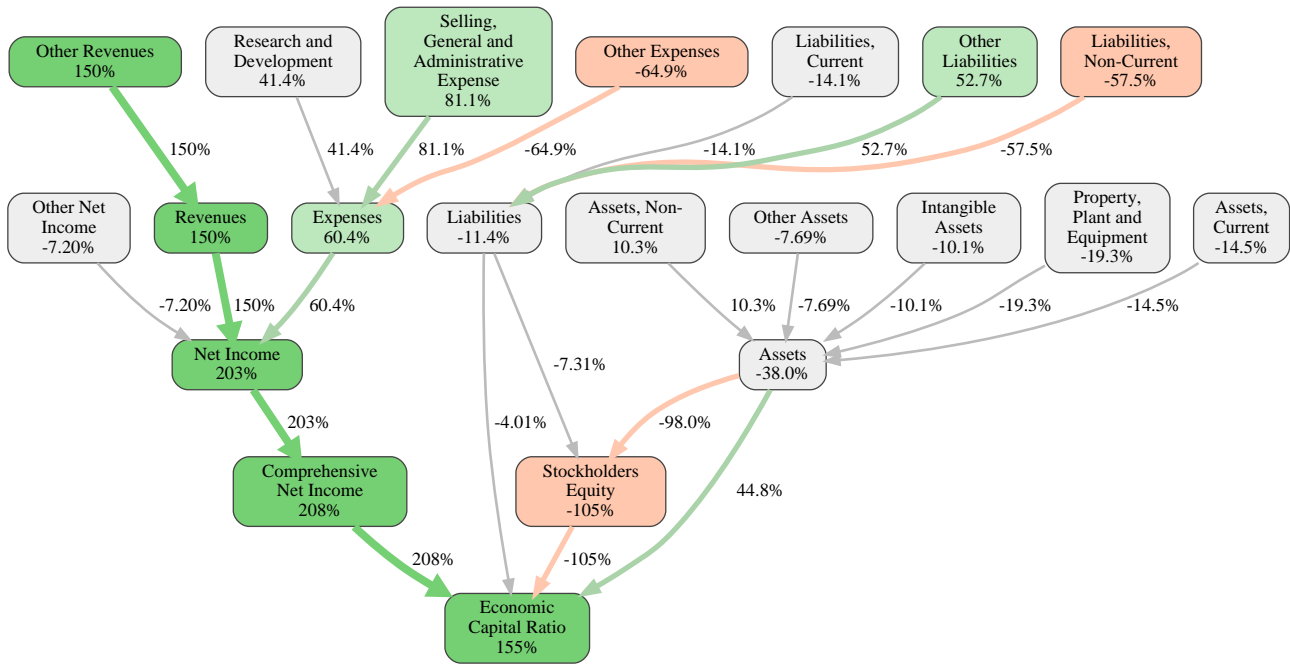 Other Revenues
150%
Research and
Development
41.4%
Selling,
General and
Administrative
Expense
81.1%
Other Expenses
-64.9%
Liabilities,
Current
-14.1%
Other
Liabilities
52.7%
Liabilities,
Non-Current
-57.5%
150%
41.4%
81.1%
-64.9%
-14.1%
52.7%
-57.5%
Other Net
Income
-7.20%
Revenues
150%
Expenses
60.4%
Liabilities
-11.4%
Assets, Non-
Current
10.3%
Other Assets
-7.69%
Intangible
Assets
-10.1%
Property,
Plant and
Equipment
-19.3%
Assets,
Current
-14.5%
-7.20%
150%
60.4%
10.3%
-7.69%
-10.1%
-19.3%
-14.5%
Net Income
203%
-7.31%
Assets
-38.0%
203%
-4.01%
-98.0%
Comprehensive
Net Income
208%
Stockholders
Equity
-105%
44.8%
208%
-105%
Economic
Capital Ratio
155%